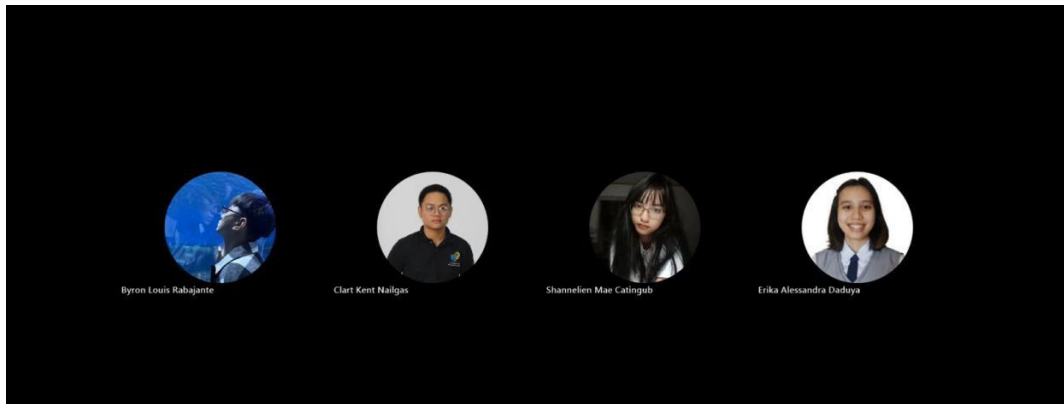 Byron Louis Rabajante
Clart Kent Nailgas
Shannelien Mae Catingub
Erika Alessandra Daduya